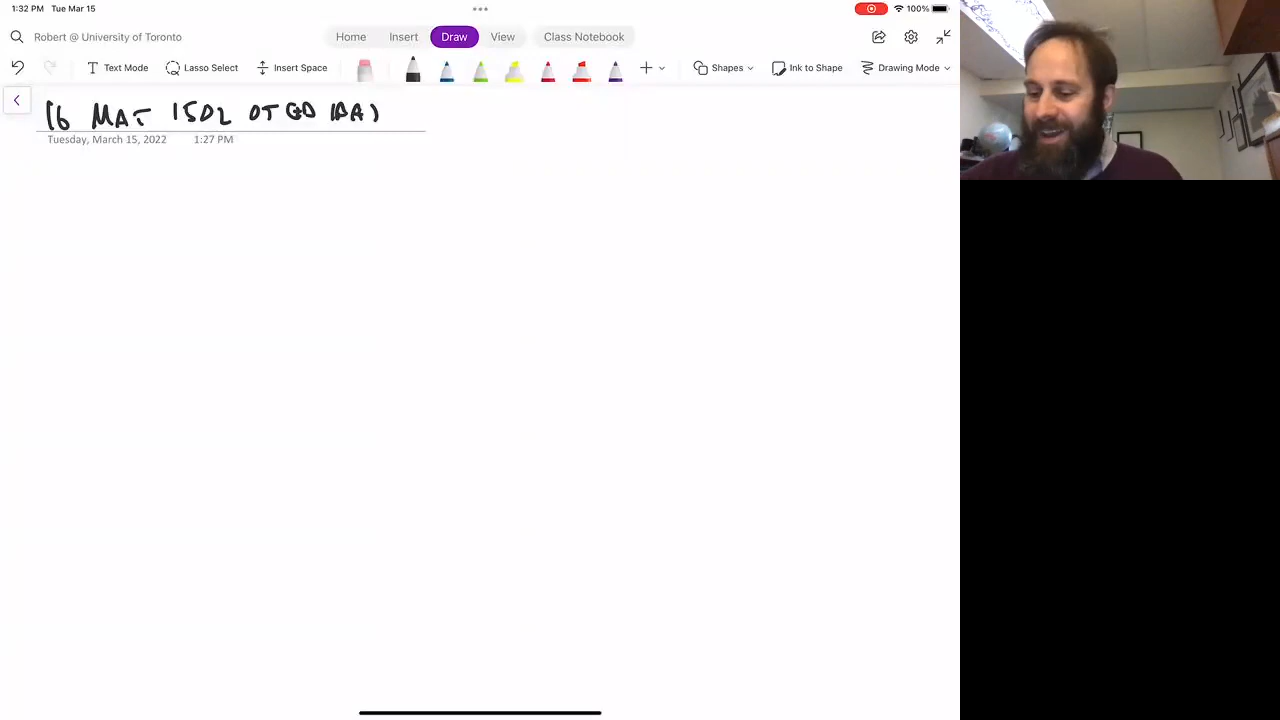 1:32 PM Tue Mar 15
100%
Robert @ University of Toronto
Home Insert Draw View Class Notebook
Text Mode Lasso Select Insert Space Shapes Ink to Shape Drawing Mode
16 MAT 1502 OTGD
Tuesday, March 15, 2022 1:27 PM